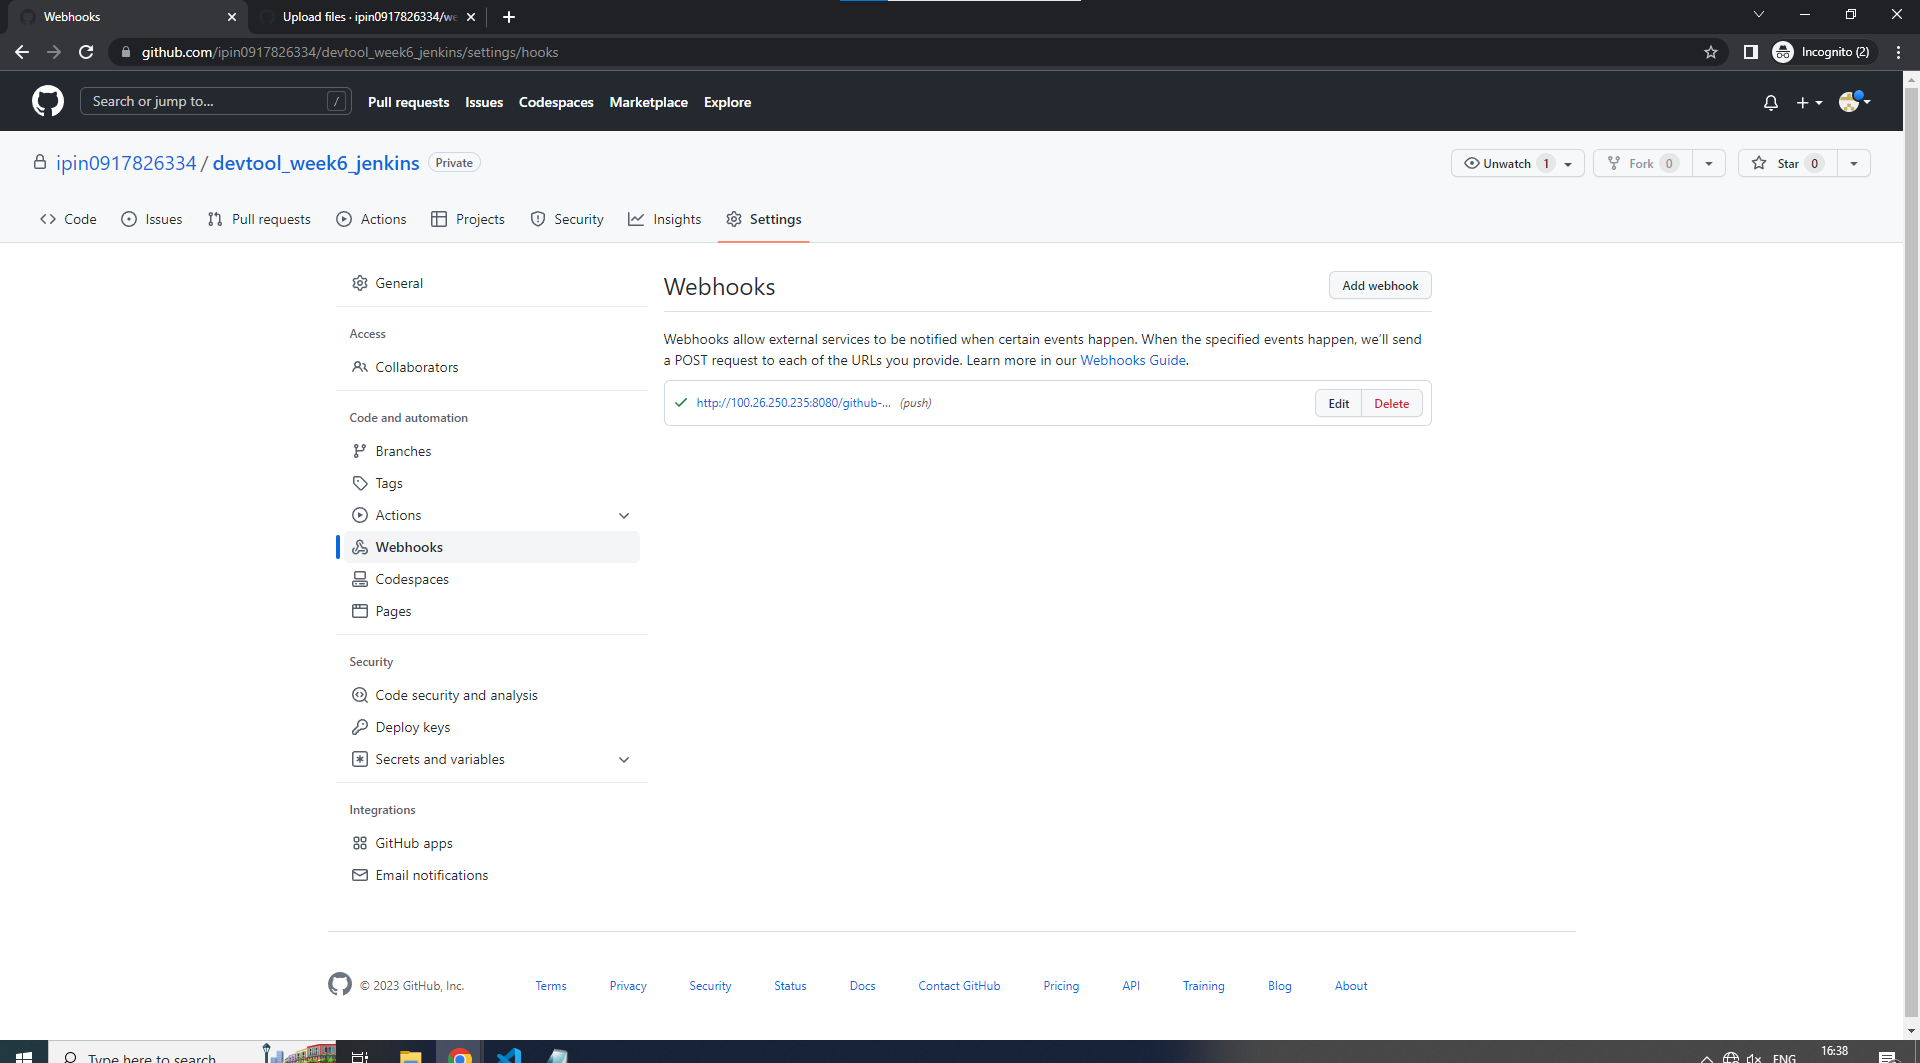 Webhooks
Upload files · ipin0917826334/we
Incognito (2)
github.com/ipin0917826334/devtool_week6_jenkins/settings/hooks
Search or jump to...
/
Pull requests
Issues
Codespaces
Marketplace
Explore
ipin0917826334 / devtool_week6_jenkins
Private
Unwatch 1
Fork 0
Star 0
Code
Issues
Pull requests
Actions
Projects
Security
Insights
Settings
General
Access
Collaborators
Code and automation
Branches
Tags
Actions
Webhooks
Codespaces
Pages
Security
Code security and analysis
Deploy keys
Secrets and variables
Integrations
GitHub apps
Email notifications
Webhooks
Add webhook
Webhooks allow external services to be notified when certain events happen. When the specified events happen, we’ll send
a POST request to each of the URLs you provide. Learn more in our Webhooks Guide.
http://100.26.250.235:8080/github-... (push)
Edit
Delete
© 2023 GitHub, Inc.
Terms
Privacy
Security
Status
Docs
Contact GitHub
Pricing
API
Training
Blog
About
Type here to search
ENG
16:38